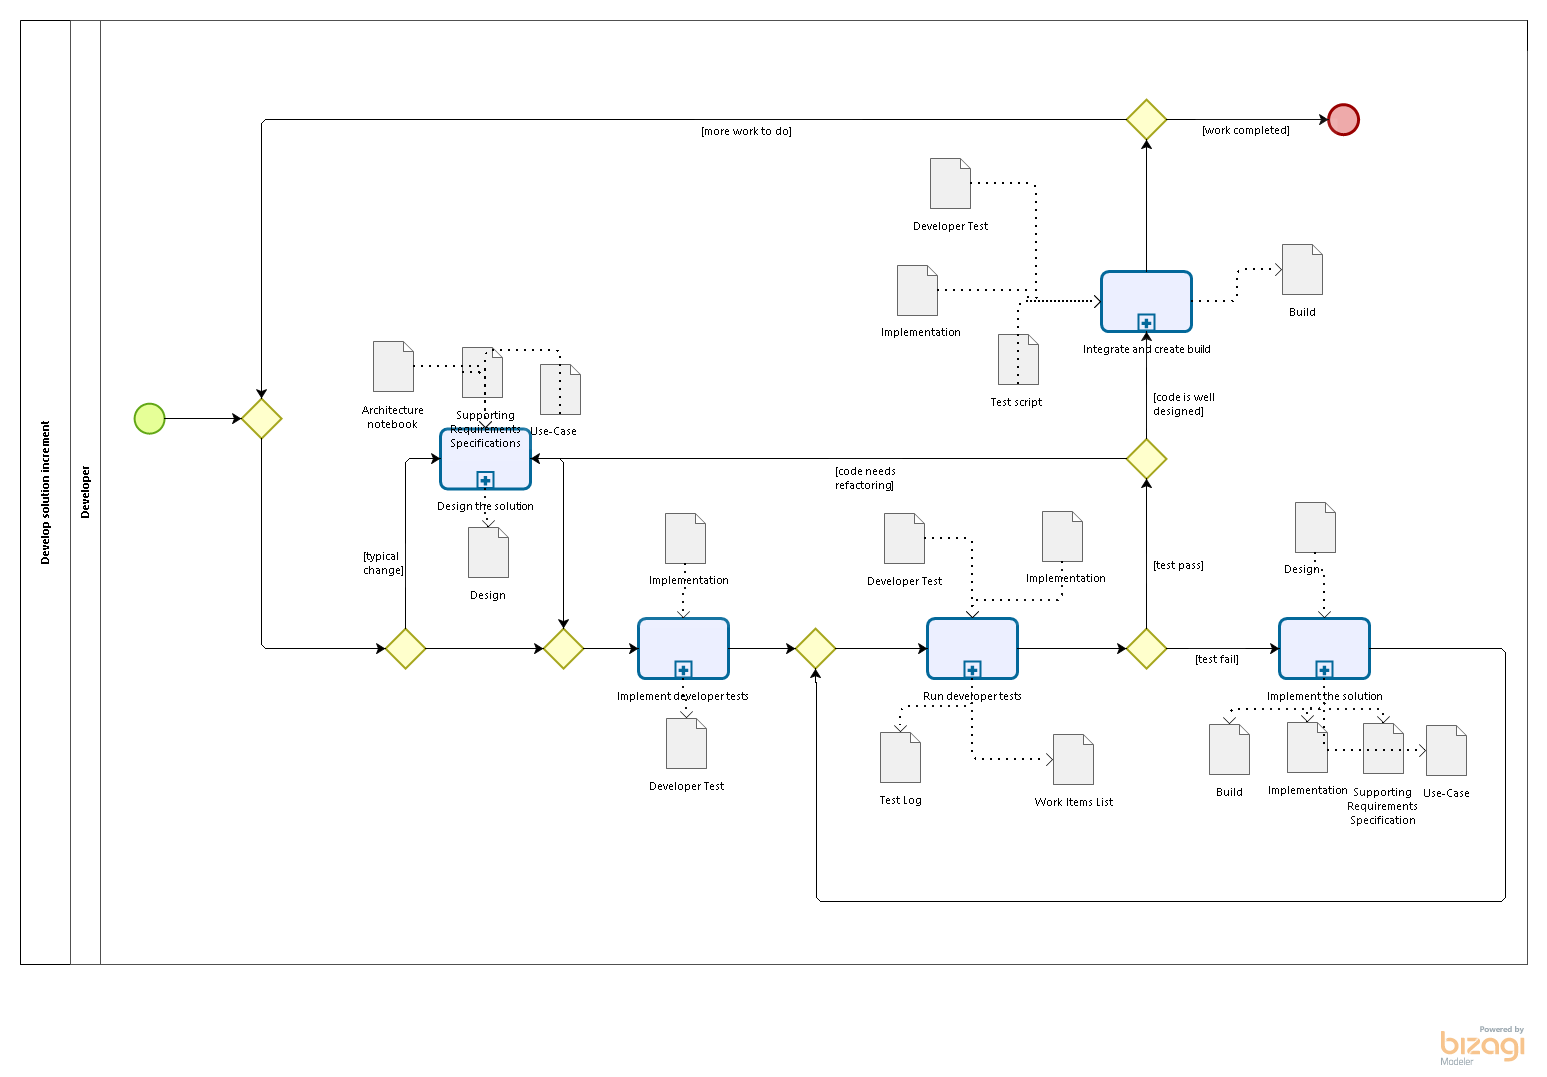 Develop solution increment
Developer
[more work to do]
[work completed]
Developer Test
Implementation
Build
Test script
Integrate and create build
Architecture
notebook
Supporting
Requirements
Specifications
Use-Case
[code is well
designed]
[code needs
refactoring]
Design the solution
[typical
change]
Design
Implementation
Developer Test
Implementation
[test pass]
Design
[test fail]
Implement developer tests
Run developer tests
Implement the solution
Developer Test
Test Log
Work Items List
Build
Implementation
Supporting
Requirements
Specification
Use-Case
Powered by
bizagi
Modeler